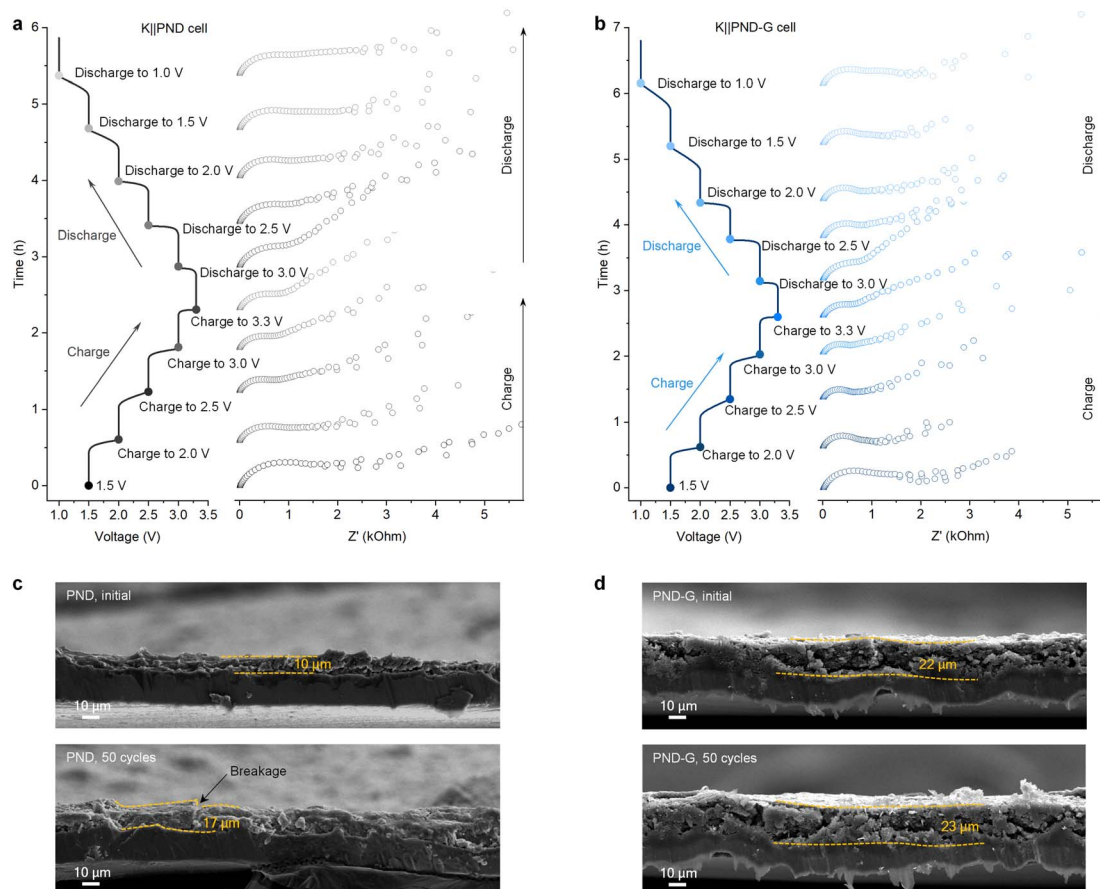 a
K||PND cell
6
5
4
3
2
1
0
Time (h)
Discharge to 1.0 V
Discharge to 1.5 V
Discharge to 2.0 V
Discharge to 2.5 V
Discharge to 3.0 V
Charge to 3.3 V
Charge to 3.0 V
Charge to 2.5 V
Charge to 2.0 V
1.5 V
Discharge
Charge
Discharge
Charge
1.0 1.5 2.0 2.5 3.0 3.5
Voltage (V)
0 1 2 3 4 5
Z' (kOhm)
b
K||PND-G cell
7
6
5
4
3
2
1
0
Time (h)
Discharge to 1.0 V
Discharge to 1.5 V
Discharge to 2.0 V
Discharge to 2.5 V
Discharge to 3.0 V
Charge to 3.3 V
Charge to 3.0 V
Charge to 2.5 V
Charge to 2.0 V
1.5 V
Discharge
Charge
Discharge
Charge
1.0 1.5 2.0 2.5 3.0 3.5
Voltage (V)
0 1 2 3 4 5
Z' (kOhm)
c
PND, initial
10 µm
10 µm
PND, 50 cycles
Breakage
17 µm
10 µm
d
PND-G, initial
22 µm
10 µm
PND-G, 50 cycles
23 µm
10 µm